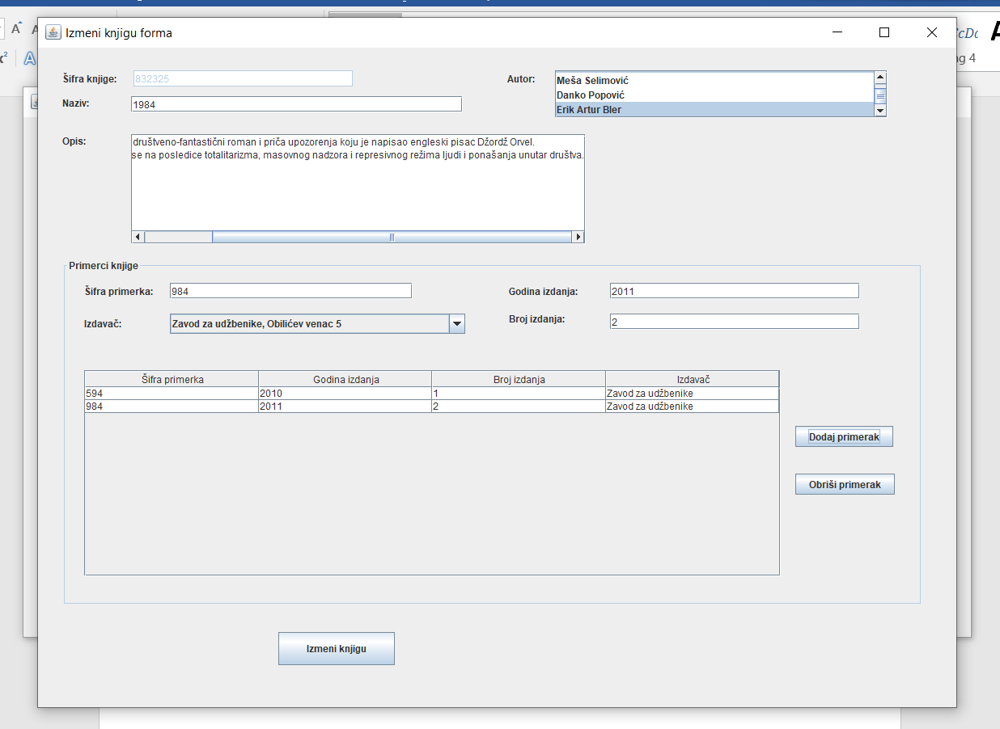 Izmeni knjigu forma
Šifra knjige: 832325
Autor:
Meša Selimović
Danko Popović
Erik Artur Bler
Naziv: 1984
Opis:
društveno-fantastični roman i priča upozorenja koju je napisao engleski pisac Džordž Orvel.
se na posledice totalitarizma, masovnog nadzora i represivnog režima ljudi i ponašanja unutar društva.
Primerci knjige
Šifra primerka: 984 Godina izdanja: 2011
Izdavač: Zavod za udžbenike, Obilićev venac 5 Broj izdanja: 2
Šifra primerka Godina izdanja Broj izdanja Izdavač
594 2010 1 Zavod za udžbenike
984 2011 2 Zavod za udžbenike
Dodaj primerak
Obriši primerak
Izmeni knjigu